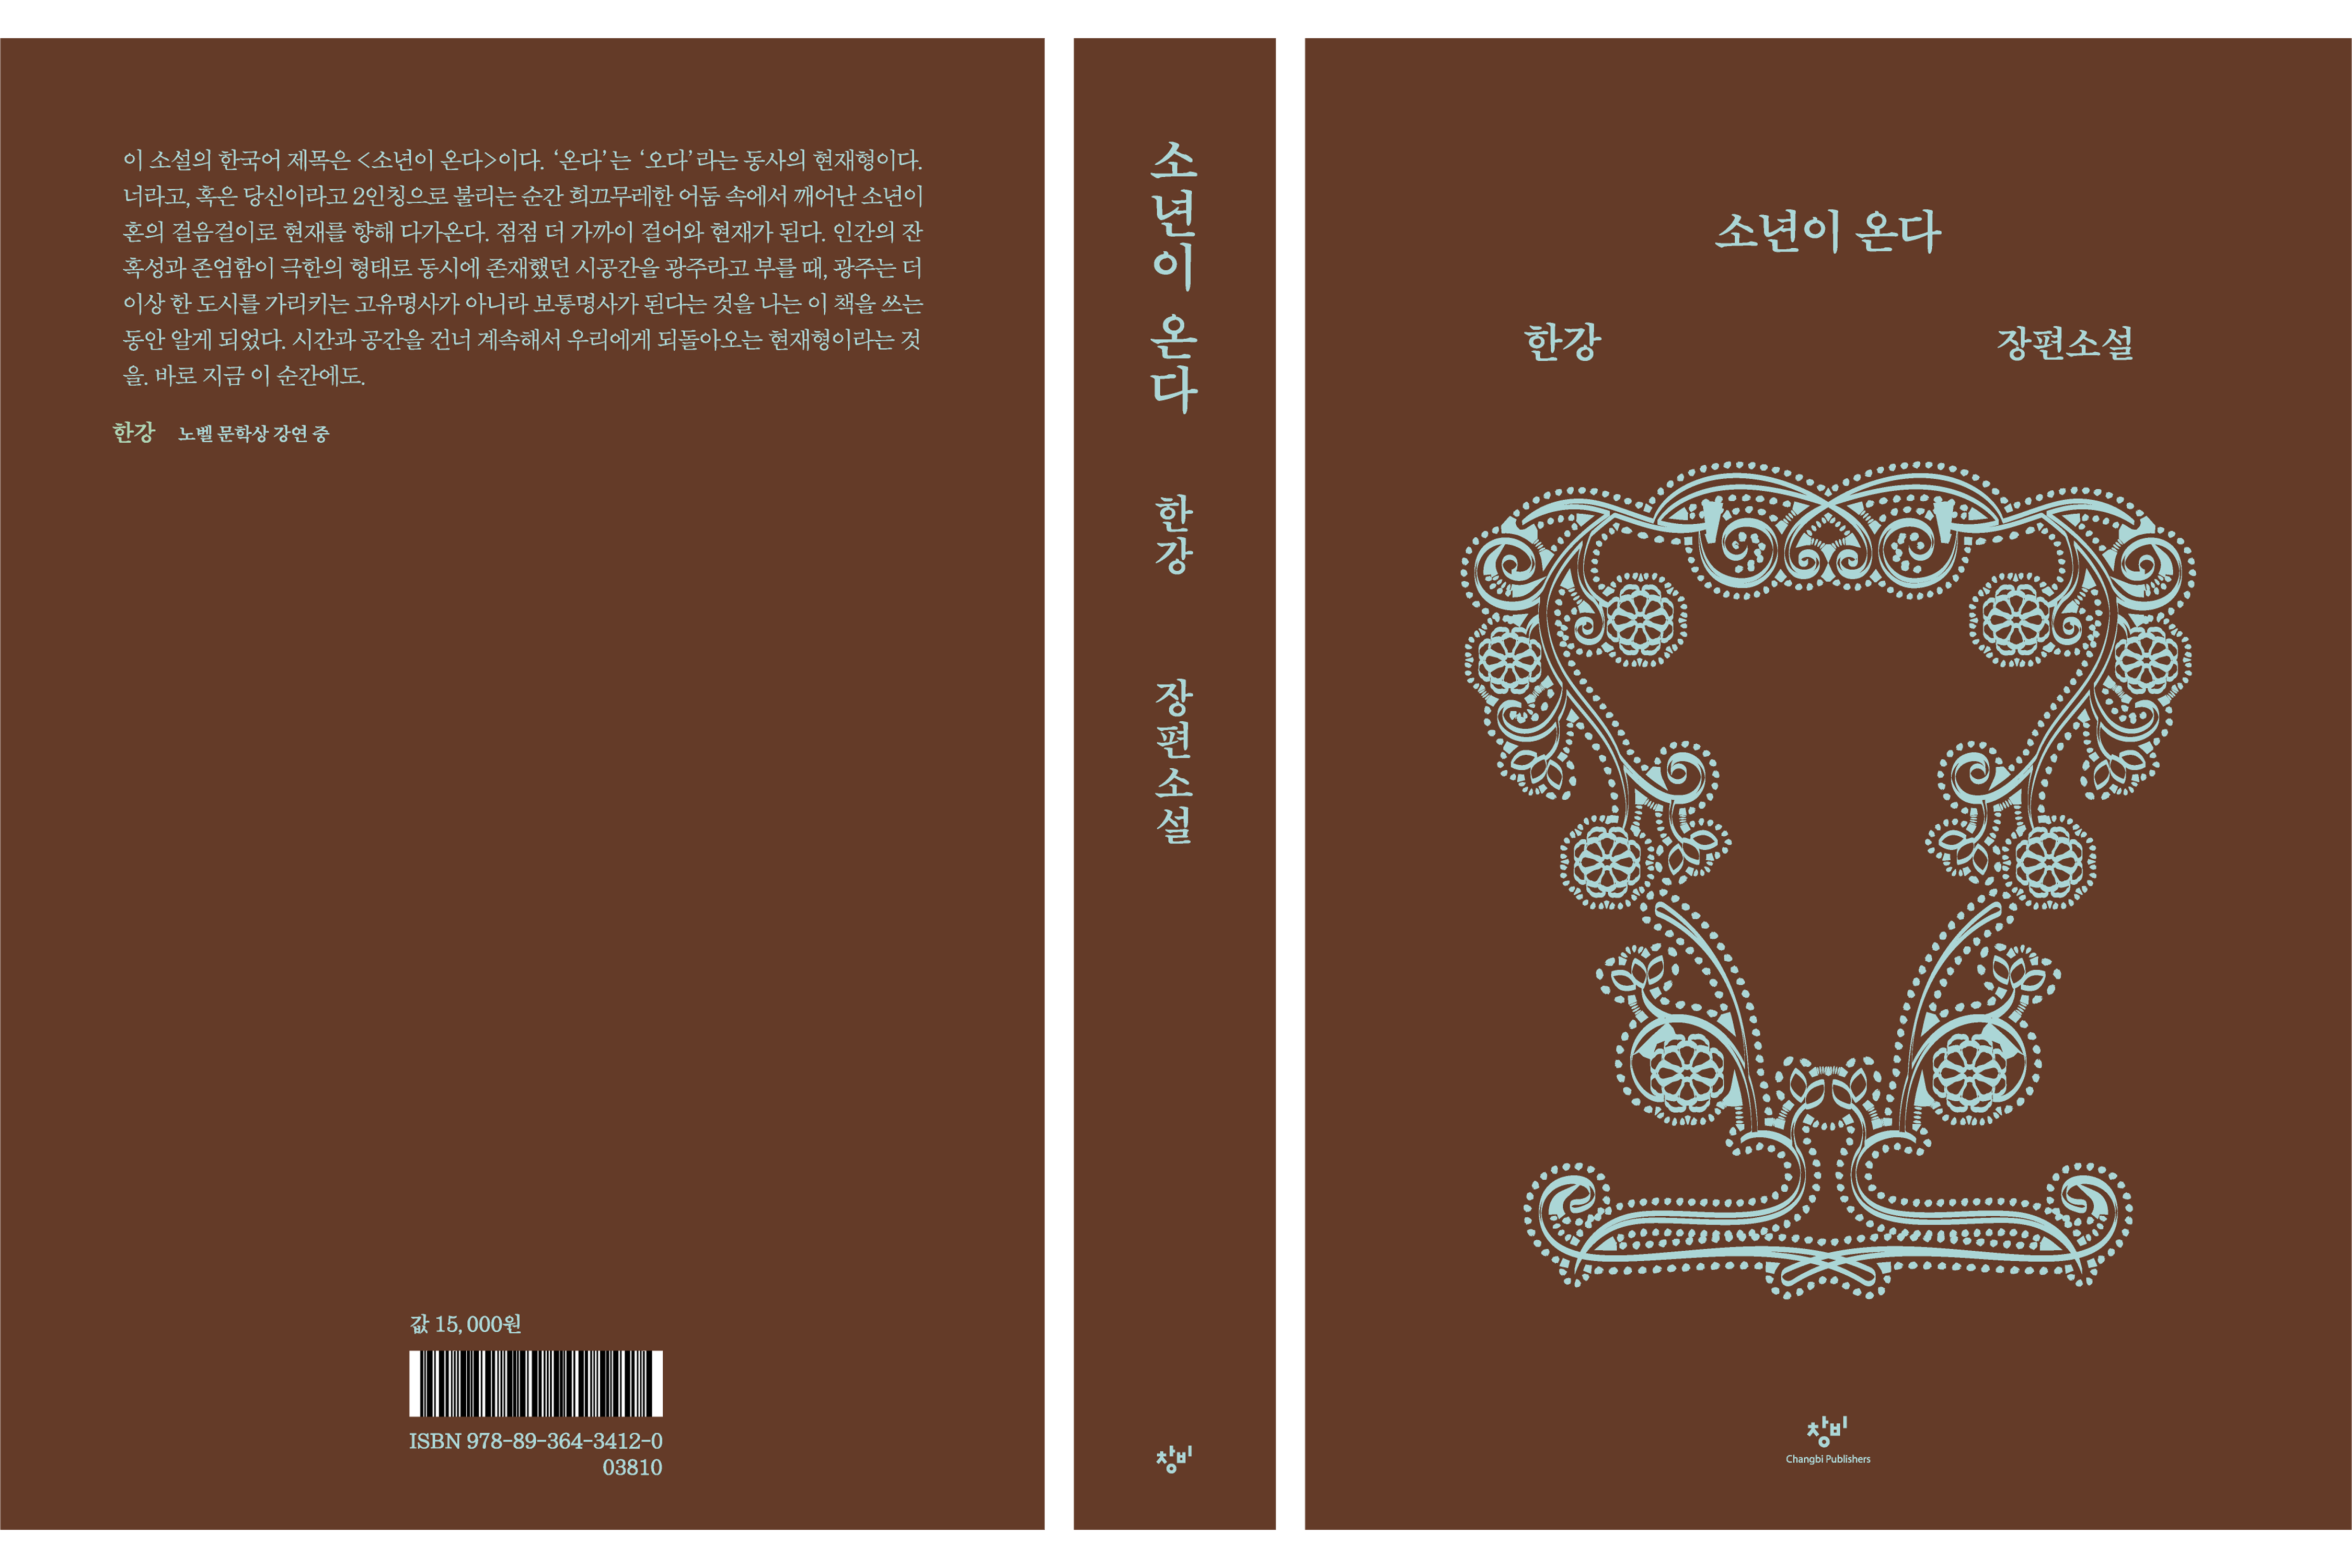 이 소설의 한국어 제목은 <소년이 온다>이다. ‘온다’는 ‘오다’라는 동사의 현재형이다.
너라고, 혹은 당신이라고 2인칭으로 불리는 순간 희끄무레한 어둠 속에서 깨어난 소년이
혼의 걸음걸이로 현재를 향해 다가온다. 점점 더 가까이 걸어와 현재가 된다. 인간의 잔
혹성과 존엄함이 극한의 형태로 동시에 존재했던 시공간을 광주라고 부를 때, 광주는 더
이상 한 도시를 가리키는 고유명사가 아니라 보통명사가 된다는 것을 나는 이 책을 쓰는
동안 알게 되었다. 시간과 공간을 건너 계속해서 우리에게 되돌아오는 현재형이라는 것
을. 바로 지금 이 순간에도.
한강 노벨 문학상 강연 중
값 15,000원
ISBN 978-89-364-3412-0
03810
소년이 온다
한강
장편소설
창비
소년이 온다
한강 장편소설
창비
Changbi Publishers